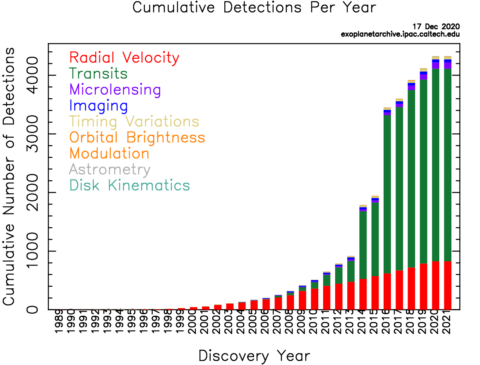 Cumulative Detections Per Year
17 Dec 2020
exoplanetarchive.ipac.caltech.edu
Radial Velocity
Transits
Microlensing
Imaging
Timing Variations
Orbital Brightness
Modulation
Astrometry
Disk Kinematics
Cumulative Number of Detections
4000
3000
2000
1000
0
1989 1990 1991 1992 1993 1994 1995 1996 1997 1998 1999 2000 2001 2002 2003 2004 2005 2006 2007 2008 2009 2010 2011 2012 2013 2014 2015 2016 2017 2018 2019 2020 2021
Discovery Year